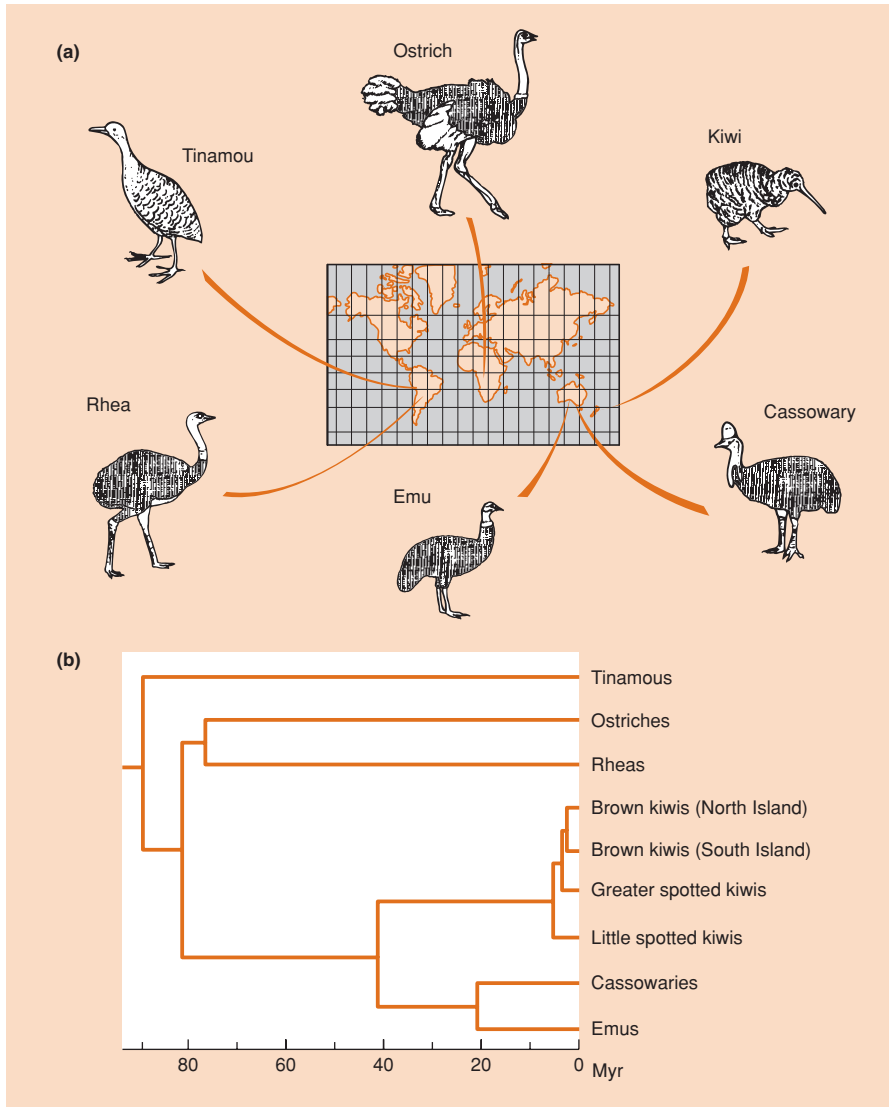 (a)
Ostrich
Tinamou
Kiwi
Rhea
Cassowary
Emu
(b)
Tinamous
Ostriches
Rheas
Brown kiwis (North Island)
Brown kiwis (South Island)
Greater spotted kiwis
Little spotted kiwis
Cassowaries
Emus
80 60 40 20 0 Myr